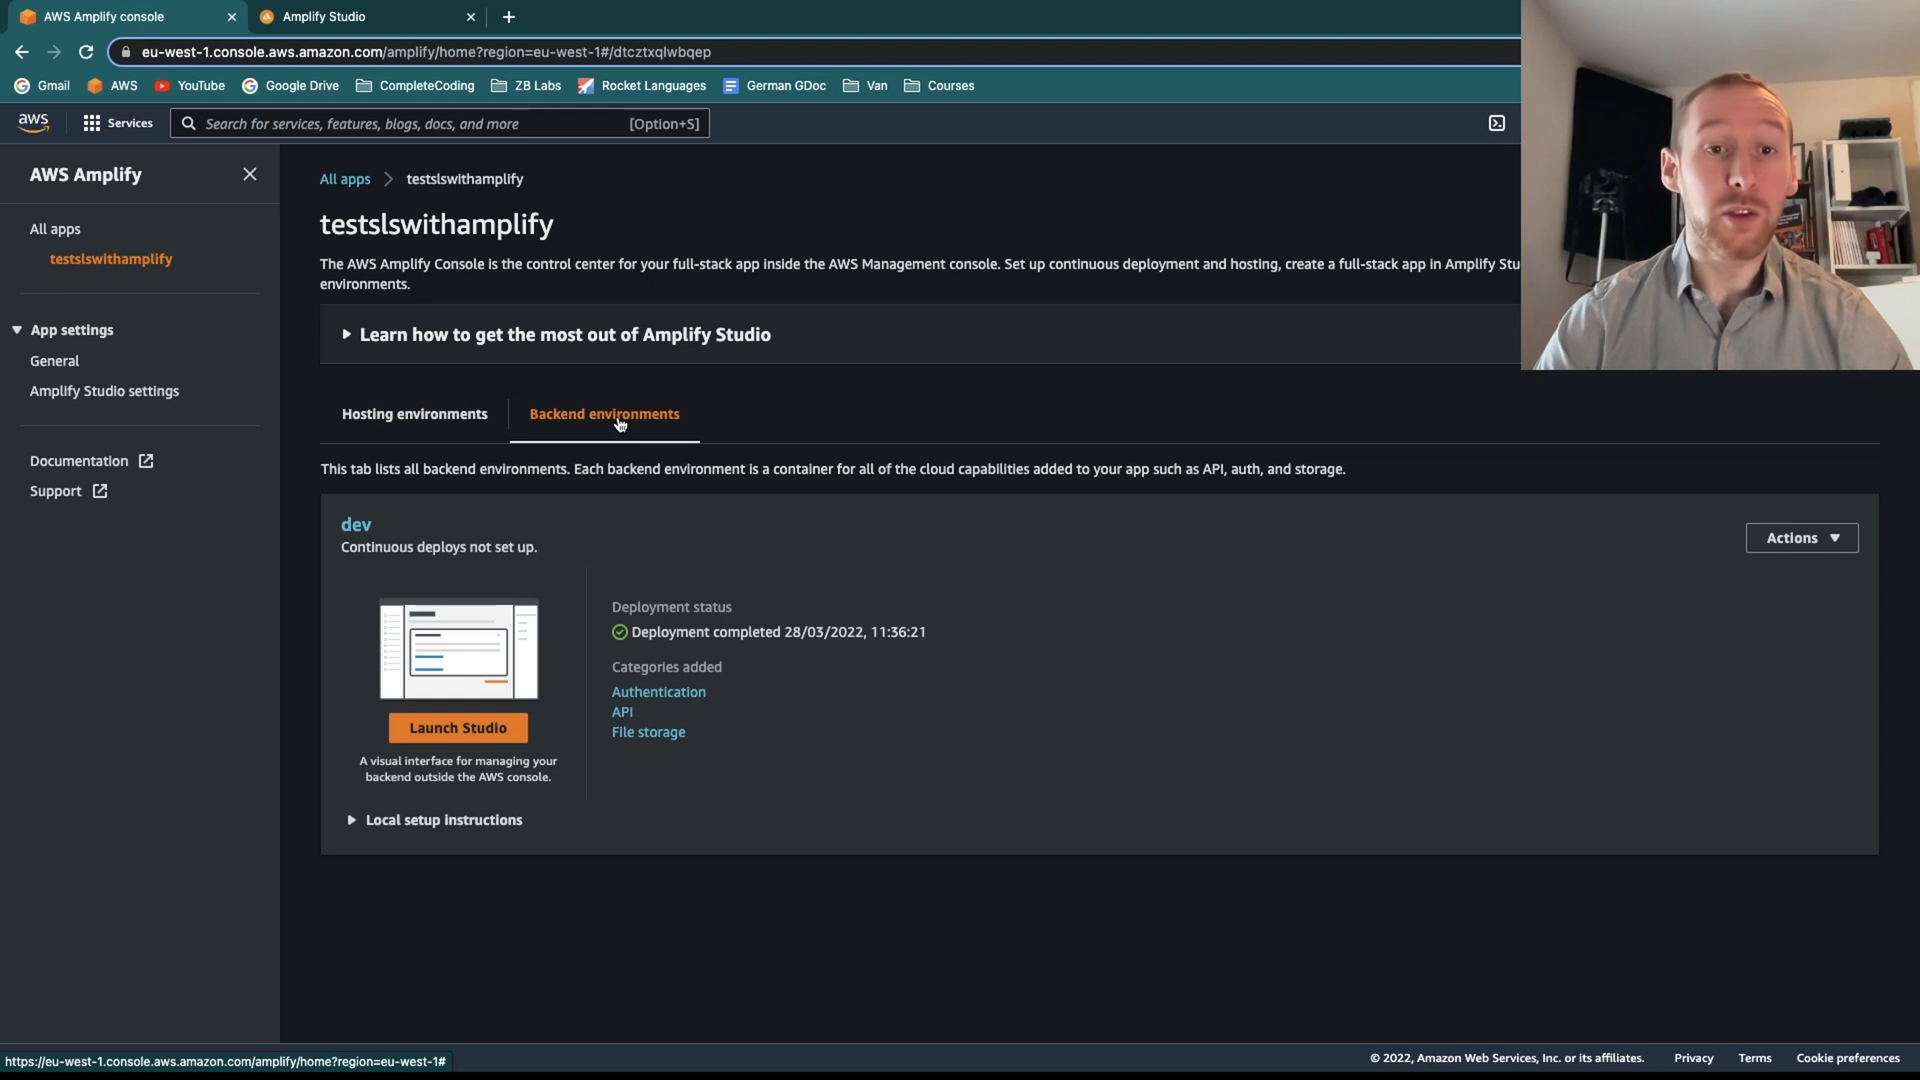 AWS Amplify console
Amplify Studio
eu-west-1.console.aws.amazon.com/amplify/home?region=eu-west-1#/dtcztxqlwbqep
Gmail
AWS
YouTube
Google Drive
CompleteCoding
ZB Labs
Rocket Languages
German GDoc
Van
Courses
aws
Services
Search for services, features, blogs, docs, and more
[Option+S]
AWS Amplify
All apps
testslswithamplify
App settings
General
Amplify Studio settings
Documentation
Support
All apps
testslswithamplify
testslswithamplify
The AWS Amplify Console is the control center for your full-stack app inside the AWS Management console. Set up continuous deployment and hosting, create a full-stack app in Amplify Stu
environments.
Learn how to get the most out of Amplify Studio
Hosting environments
Backend environments
This tab lists all backend environments. Each backend environment is a container for all of the cloud capabilities added to your app such as API, auth, and storage.
dev
Continuous deploys not set up.
Actions
Launch Studio
A visual interface for managing your
backend outside the AWS console.
Deployment status
Deployment completed 28/03/2022, 11:36:21
Categories added
Authentication
API
File storage
Local setup instructions
https://eu-west-1.console.aws.amazon.com/amplify/home?region=eu-west-1#
© 2022, Amazon Web Services, Inc. or its affiliates.
Privacy
Terms
Cookie preferences